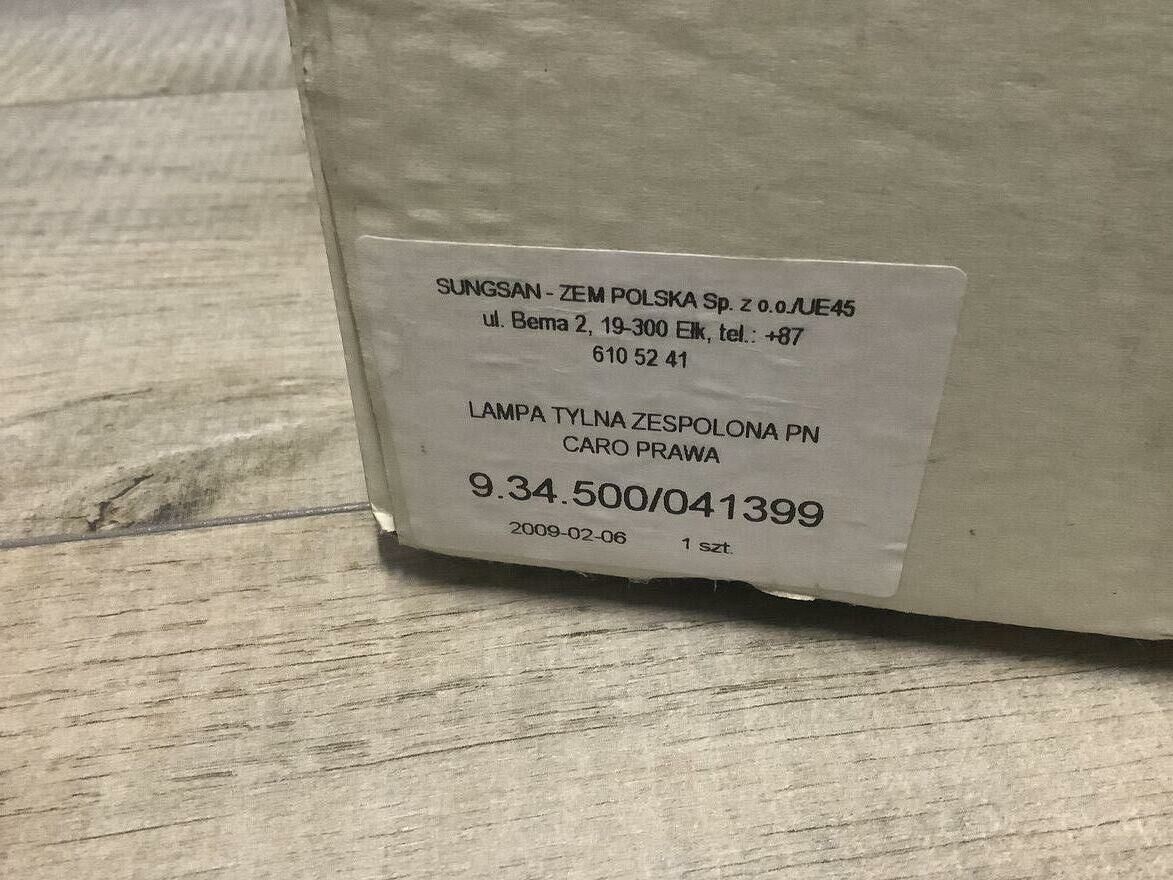 SUNGSAN - ZEM POLSKA Sp. z o.o./UE45
ul. Bema 2, 19-300 Ełk, tel.: +87
610 52 41
LAMPA TYLNA ZESPOLONA PN
CARO PRAWA
9.34.500/041399
2009-02-06 1 szt.